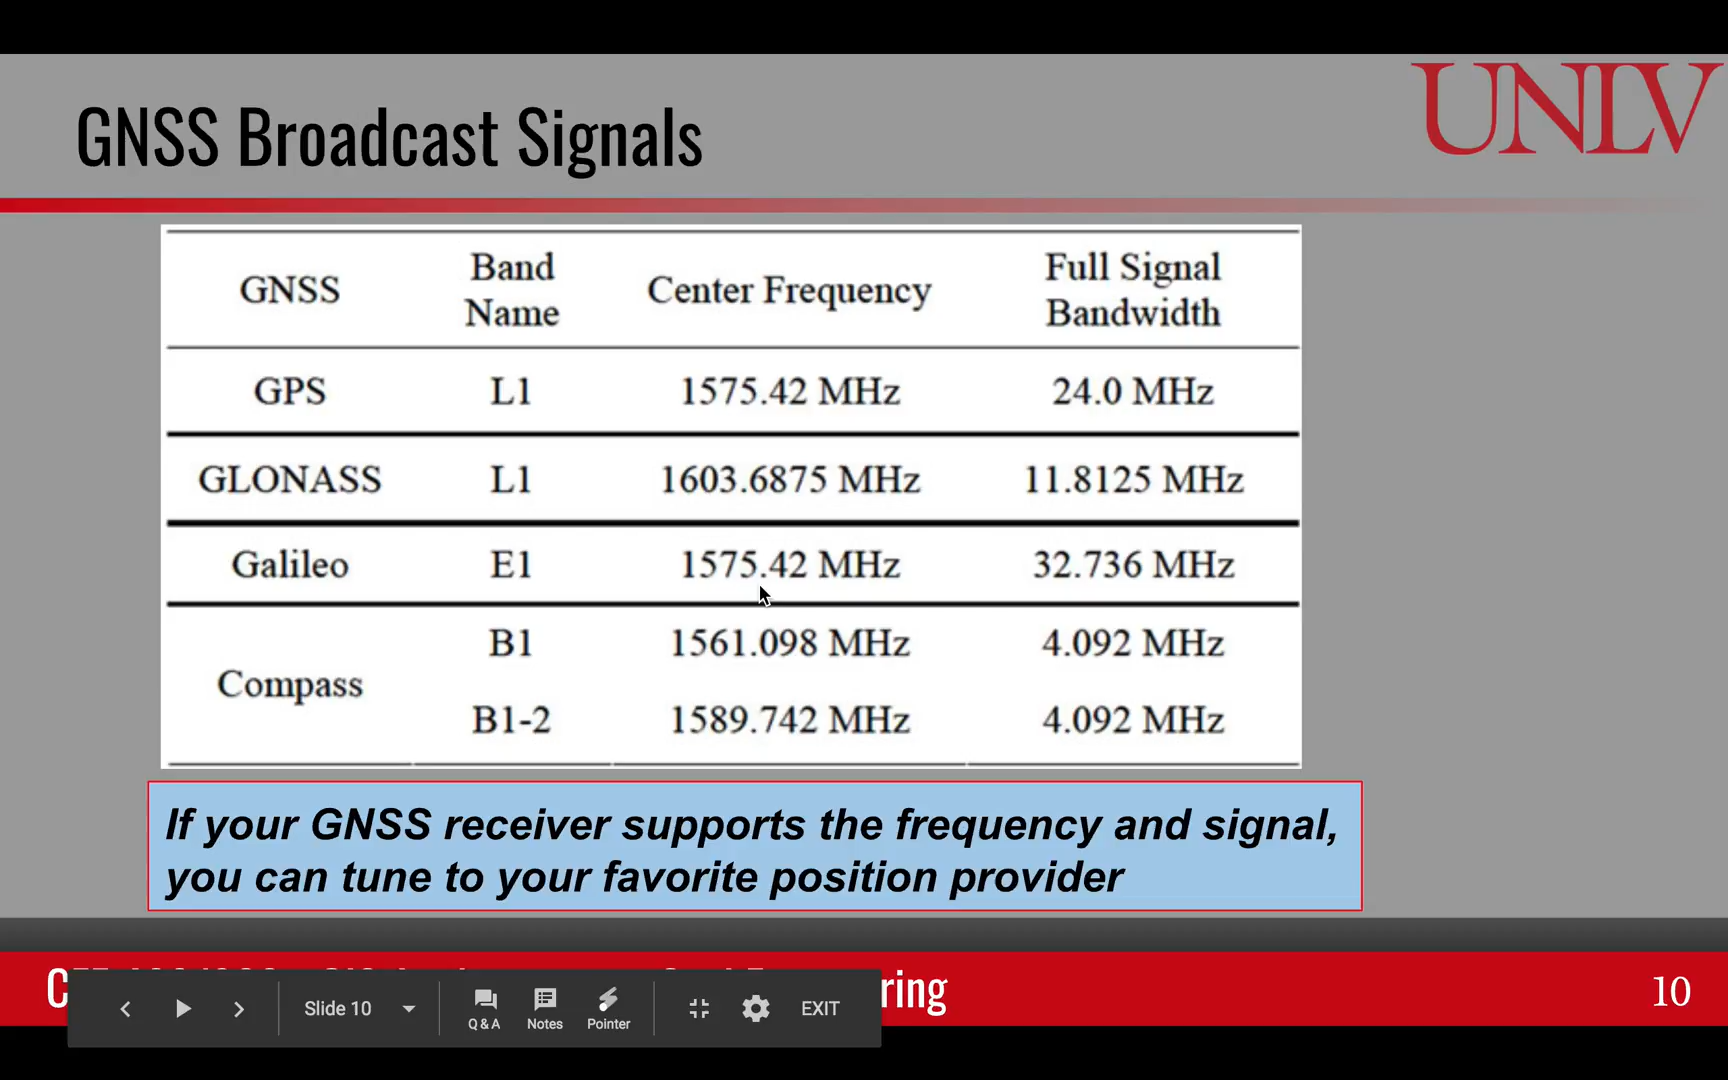 UNLV
GNSS Broadcast Signals
GNSS Band Name Center Frequency Full Signal Bandwidth
GPS L1 1575.42 MHz 24.0 MHz
GLONASS L1 1603.6875 MHz 11.8125 MHz
Galileo E1 1575.42 MHz 32.736 MHz
Compass B1 1561.098 MHz 4.092 MHz
B1-2 1589.742 MHz 4.092 MHz
If your GNSS receiver supports the frequency and signal,
you can tune to your favorite position provider
10
Slide 10 Q&A Notes Pointer EXIT